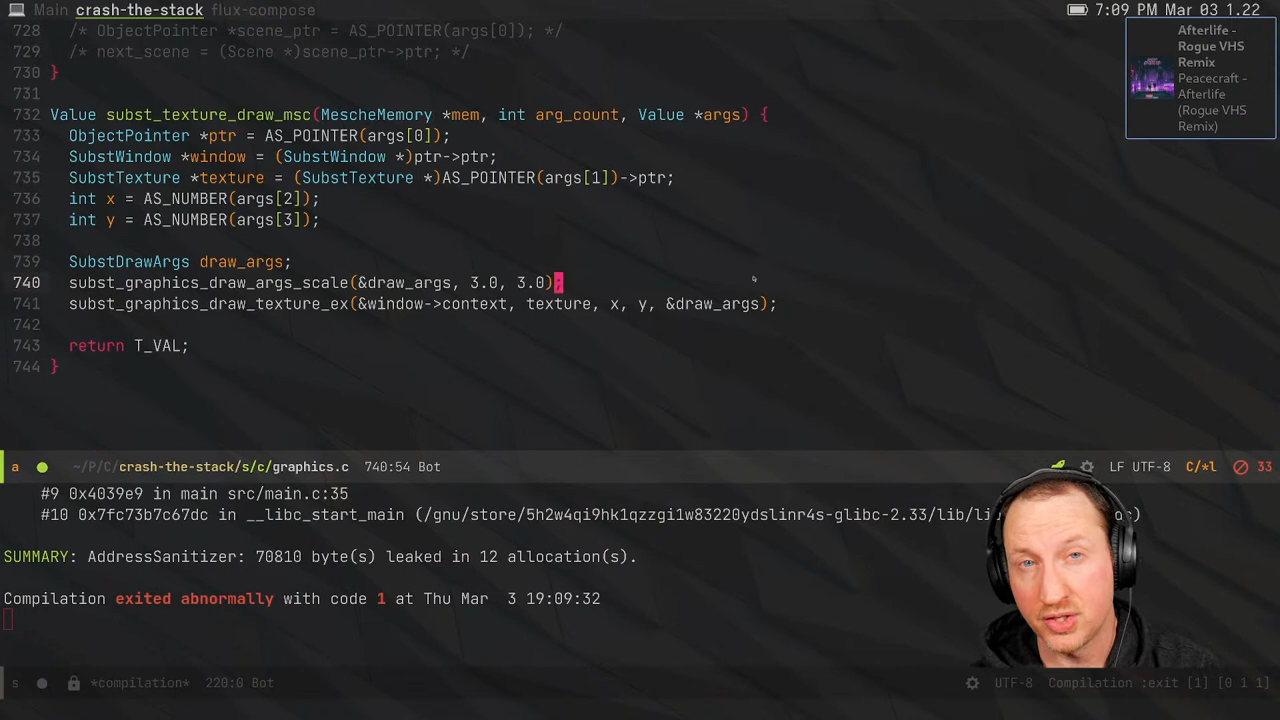 Main crash-the-stack flux-compose
7:09 PM Mar 03 1.22
Afterlife -
Rogue VHS
Remix
Peacecraft -
Afterlife
(Rogue VHS
Remix)
728 /* ObjectPointer *scene_ptr = AS_POINTER(args[0]); */
729 /* next_scene = (Scene *)scene_ptr->ptr; */
730 }
731
732 Value subst_texture_draw_msc(MescheMemory *mem, int arg_count, Value *args) {
733 ObjectPointer *ptr = AS_POINTER(args[0]);
734 SubstWindow *window = (SubstWindow *)ptr->ptr;
735 SubstTexture *texture = (SubstTexture *)AS_POINTER(args[1])->ptr;
736 int x = AS_NUMBER(args[2]);
737 int y = AS_NUMBER(args[3]);
738
739 SubstDrawArgs draw_args;
740 subst_graphics_draw_args_scale(&draw_args, 3.0, 3.0);
741 subst_graphics_draw_texture_ex(&window->context, texture, x, y, &draw_args);
742
743 return T_VAL;
744 }
a ~/P/C/crash-the-stack/s/c/graphics.c 740:54 Bot LF UTF-8 C/*l 33
#9 0x4039e9 in main src/main.c:35
#10 0x7fc73b7c67dc in __libc_start_main (/gnu/store/5h2w4qi9hk1qzzgi1w83220ydslinr4s-glibc-2.33/lib/
SUMMARY: AddressSanitizer: 70810 byte(s) leaked in 12 allocation(s).
Compilation exited abnormally with code 1 at Thu Mar 3 19:09:32
s *compilation* 220:0 Bot UTF-8 Compilation :exit [1] [0 1 1]